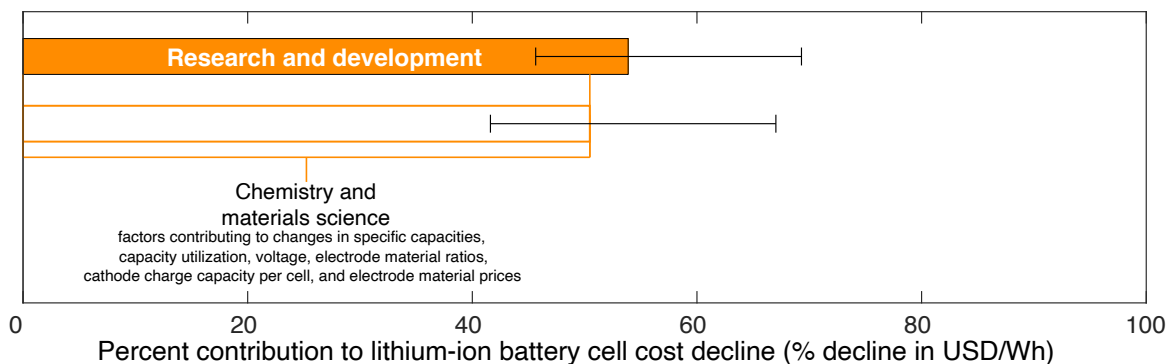 Research and development
Chemistry and
materials science
factors contributing to changes in specific capacities,
capacity utilization, voltage, electrode material ratios,
cathode charge capacity per cell, and electrode material prices
0 20 40 60 80 100
Percent contribution to lithium-ion battery cell cost decline (% decline in USD/Wh)